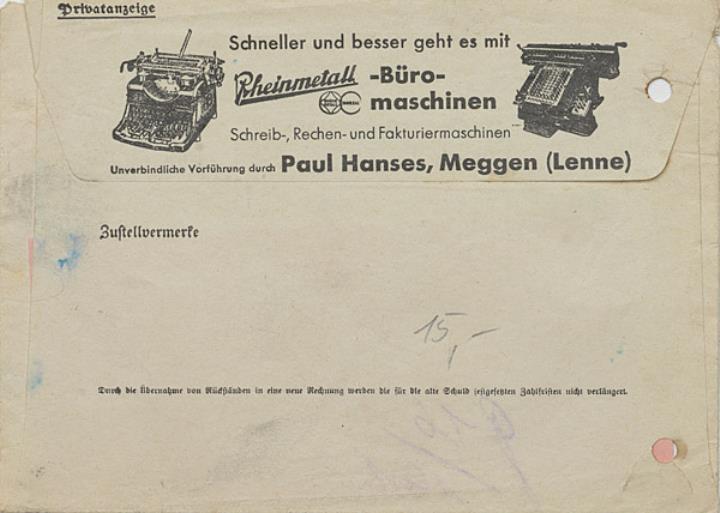 Privatanzeige
Schneller und besser geht es mit
Rheinmetall -Büro-
maschinen
Schreib-, Rechen- und Fakturiermaschinen
Unverbindliche Vorführung durch Paul Hanses, Meggen (Lenne)
Zustellvermerke
15,-
Durch die Übernahme von Rückständen in eine neue Rechnung werden die für die alte Schuld festgesetzten Zahlfristen nicht verlängert.